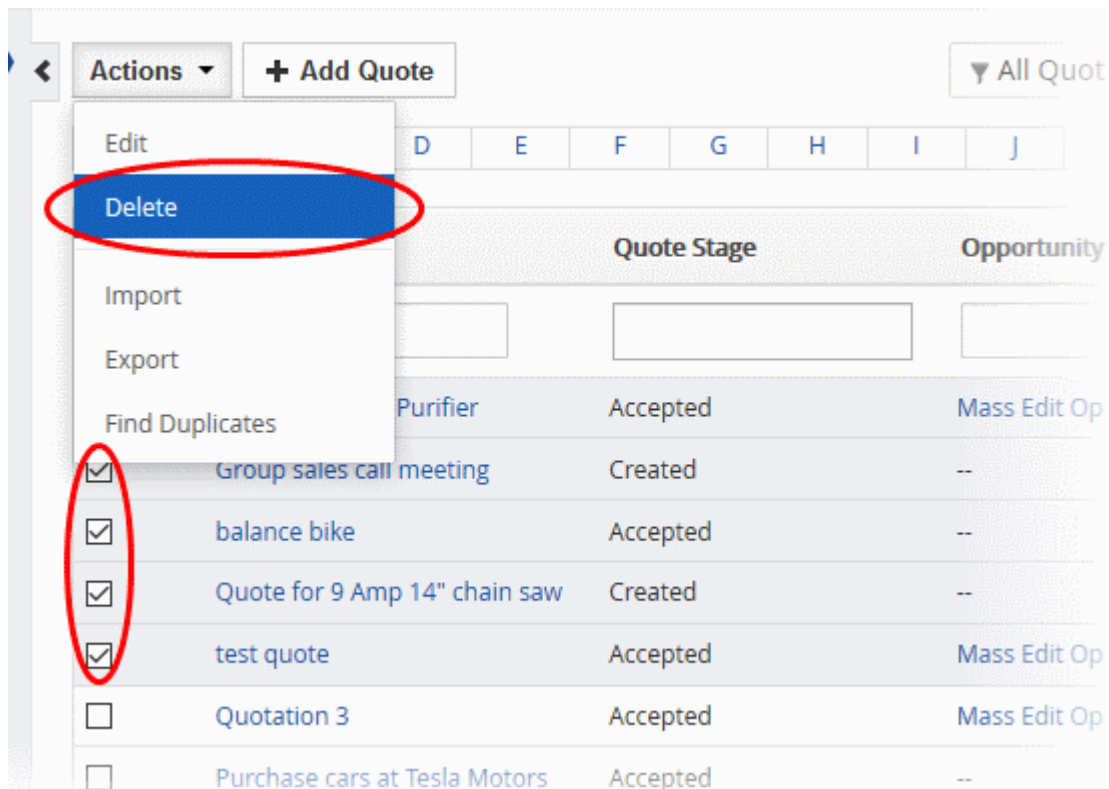 Actions + Add Quote All Quot
Edit D E F G H I J
Delete
Quote Stage Opportunity
Import
Export
Find Duplicates
Purifier Accepted Mass Edit Op
Group sales call meeting Created --
balance bike Accepted --
Quote for 9 Amp 14" chain saw Created --
test quote Accepted Mass Edit Op
Quotation 3 Accepted Mass Edit Op
Purchase cars at Tesla Motors Accepted --